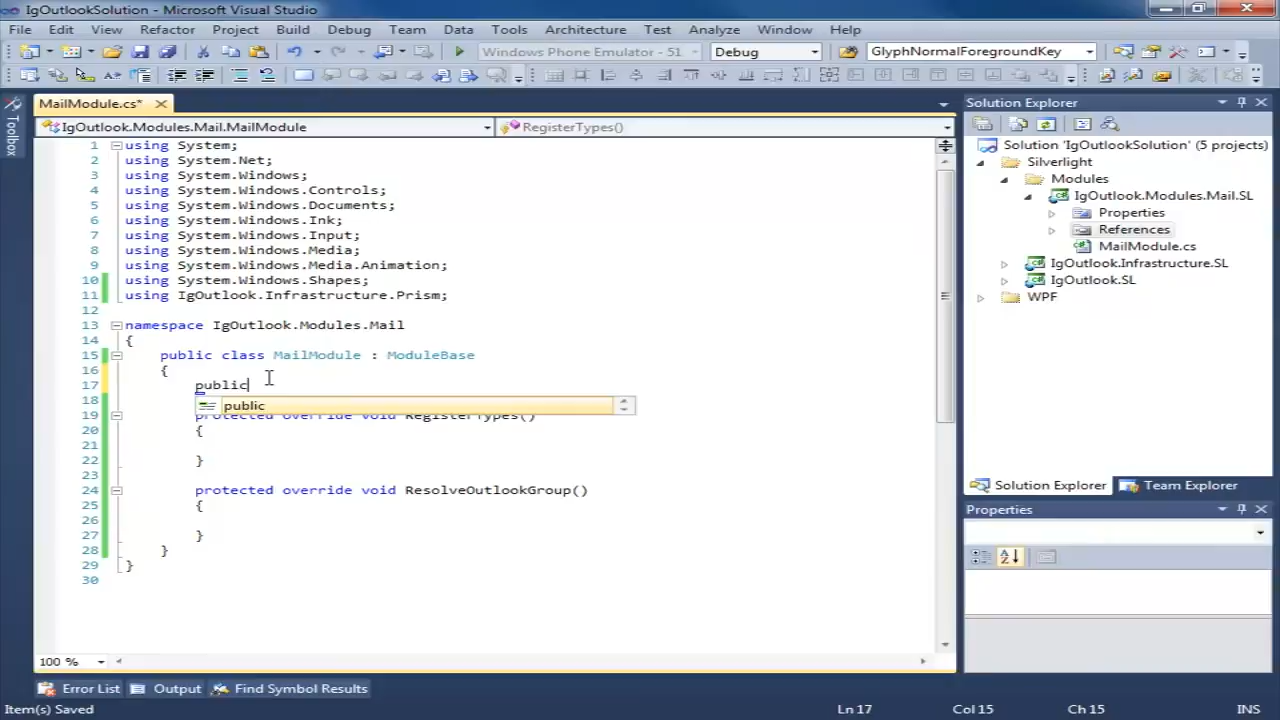 IgOutlookSolution - Microsoft Visual Studio
File Edit View Refactor Project Build Debug Team Data Tools Architecture Test Analyze Window Help
Windows Phone Emulator - 51 Debug GlyphNormalForegroundKey
MailModule.cs*
IgOutlook.Modules.Mail.MailModule RegisterTypes()
Toolbox
1 using System;
2 using System.Net;
3 using System.Windows;
4 using System.Windows.Controls;
5 using System.Windows.Documents;
6 using System.Windows.Ink;
7 using System.Windows.Input;
8 using System.Windows.Media;
9 using System.Windows.Media.Animation;
10 using System.Windows.Shapes;
11 using IgOutlook.Infrastructure.Prism;
12
13 namespace IgOutlook.Modules.Mail
14 {
15 public class MailModule : ModuleBase
16 {
17 public
public
18
19 protected override void RegisterTypes()
20 {
21
22 }
23
24 protected override void ResolveOutlookGroup()
25 {
26
27 }
28 }
29 }
30
100 %
Solution Explorer
Solution 'IgOutlookSolution' (5 projects)
Silverlight
Modules
IgOutlook.Modules.Mail.SL
Properties
References
MailModule.cs
IgOutlook.Infrastructure.SL
IgOutlook.SL
WPF
Solution Explorer Team Explorer
Properties
Error List Output Find Symbol Results
Item(s) Saved Ln 17 Col 15 Ch 15 INS